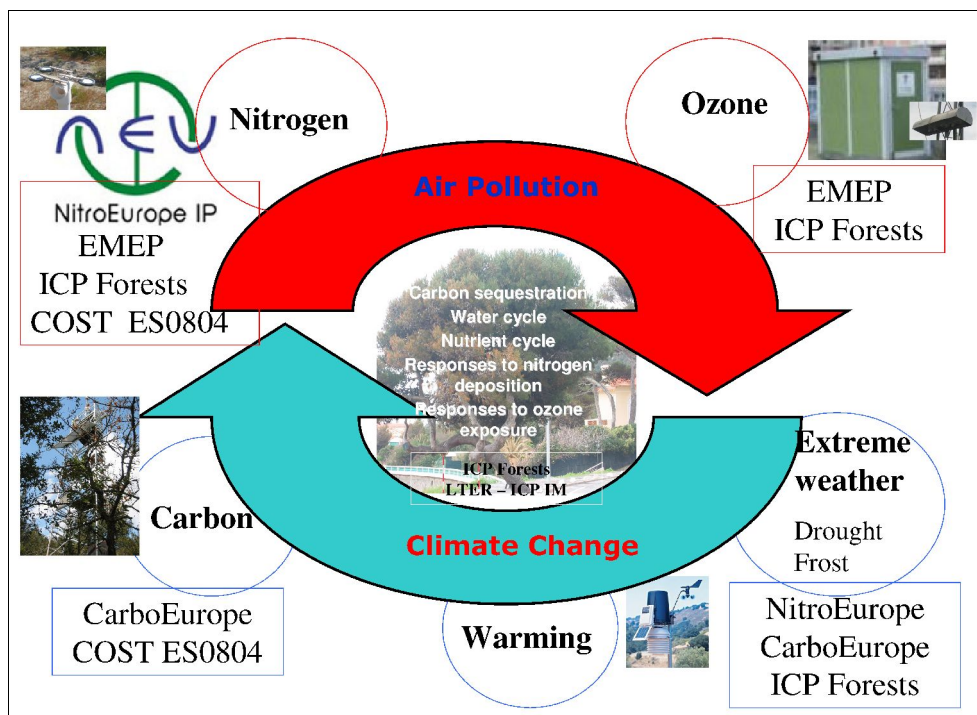 Nitrogen
NEU
NitroEurope IP
EMEP
ICP Forests
COST ES0804
Ozone
EMEP
ICP Forests
Air Pollution
Carbon sequestration
Water cycle
Nutrient cycle
Responses to nitrogen
deposition
Responses to ozone
exposure
ICP Forests
LTER – ICP IM
Climate Change
Carbon
CarboEurope
COST ES0804
Warming
Extreme
weather
Drought
Frost
NitroEurope
CarboEurope
ICP Forests